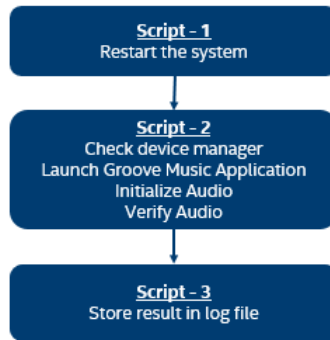 Script - 1
Restart the system
Script - 2
Check device manager
Launch Groove Music Application
Initialize Audio
Verify Audio
Script - 3
Store result in log file